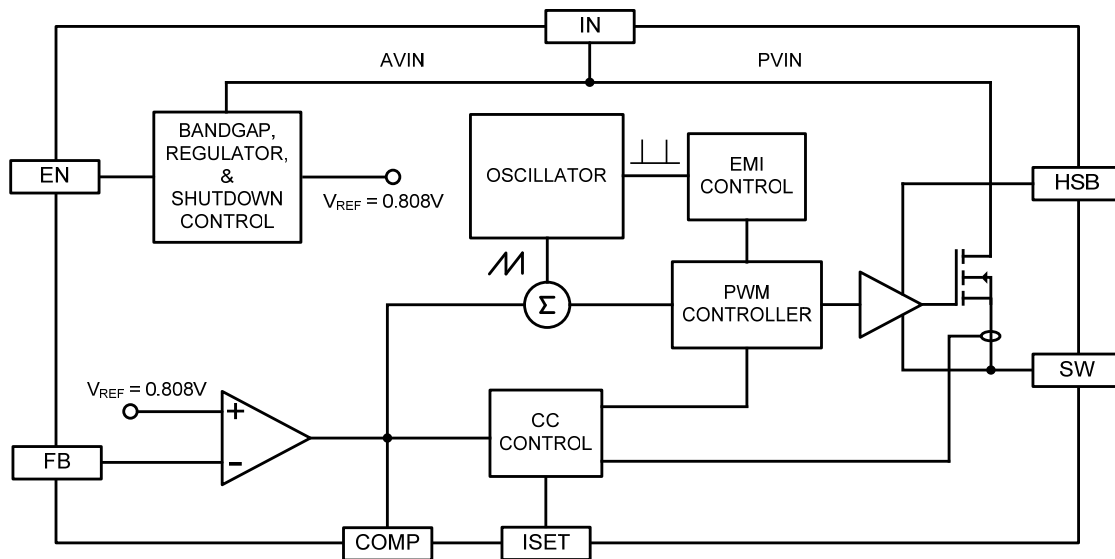 IN
AVIN
PVIN
BANDGAP,
REGULATOR,
&
SHUTDOWN
CONTROL
EN
VREF = 0.808V
OSCILLATOR
EMI
CONTROL
HSB
Σ
PWM
CONTROLLER
SW
VREF = 0.808V
+
-
FB
CC
CONTROL
COMP
ISET